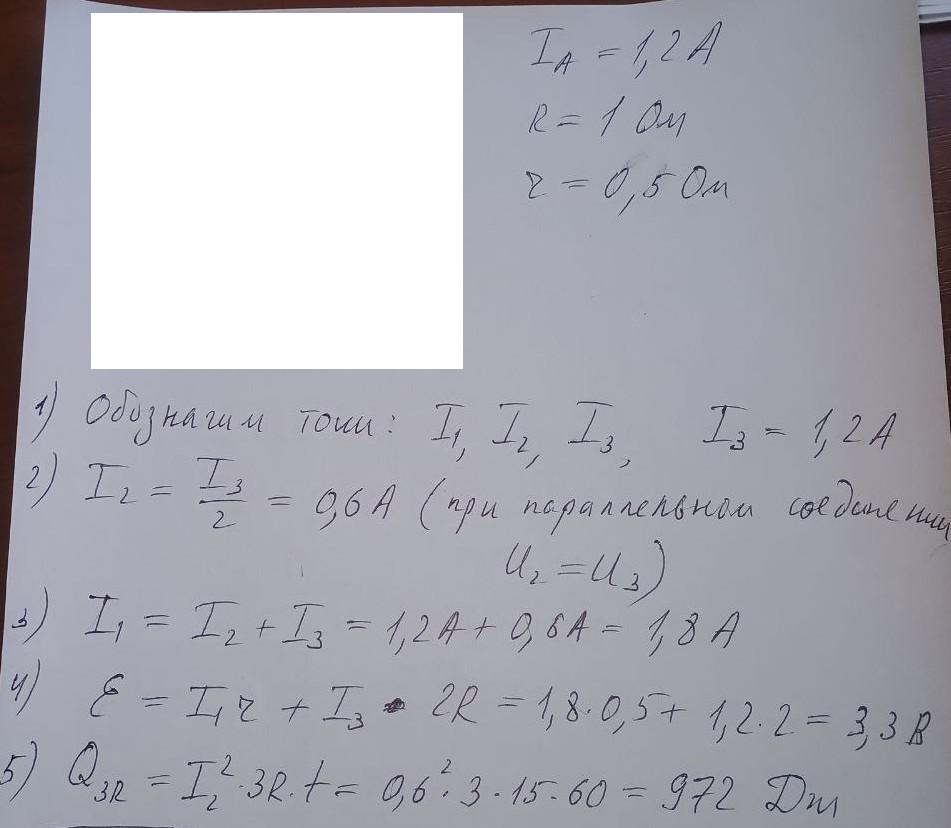 I_A = 1,2 А
R = 1 Ом
r = 0,5 Ом
1) Обозначим токи: I₁, I₂, I₃, I₃ = 1,2 А
2) I₂ = I₃/2 = 0,6 А (при параллельном соединении
U₂ = U₃)
3) I₁ = I₂ + I₃ = 1,2 А + 0,6 А = 1,8 А
4) Ɛ = I₁r + I₃ · 2R = 1,8 · 0,5 + 1,2 · 2 = 3,3 В
5) Q_3R = I₂² · 3R · t = 0,6² · 3 · 15 · 60 = 972 Дж